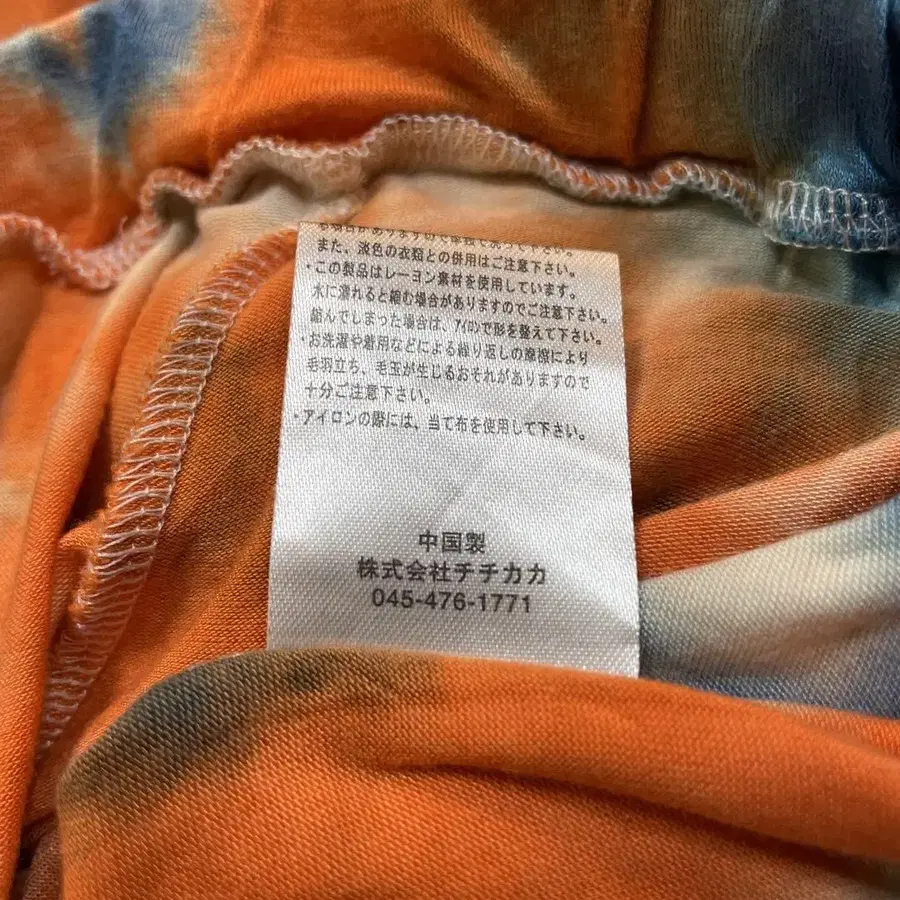 また、淡色の衣類との併用はご注意下さい。
・この製品はレーヨン素材を使用しています。
水に濡れると縮む場合がありますのでご注意下さい。
縮んでしまった場合は、アイロンで形を整えて下さい。
・お洗濯や着用などによる繰り返しの摩擦により
毛羽立ち、毛玉が生じるおそれがありますので
十分ご注意下さい。
・アイロンの際には、当て布を使用して下さい。
中国製
株式会社チチカカ
045-476-1771